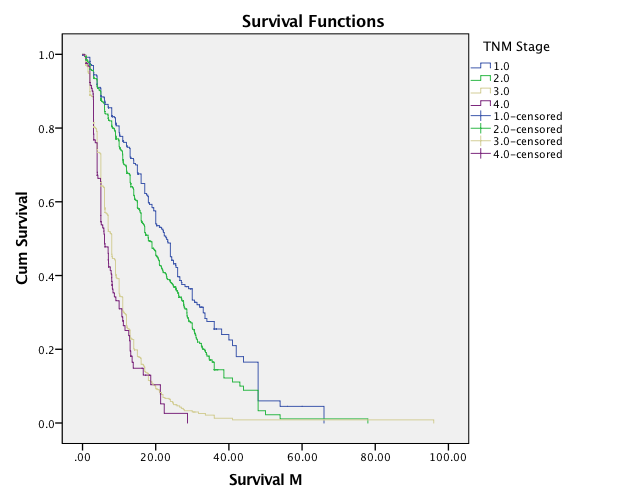 Survival Functions
TNM Stage
1.0
2.0
3.0
4.0
1.0-censored
2.0-censored
3.0-censored
4.0-censored
Cum Survival
1.0
0.8
0.6
0.4
0.2
0.0
.00
20.00
40.00
60.00
80.00
100.00
Survival M